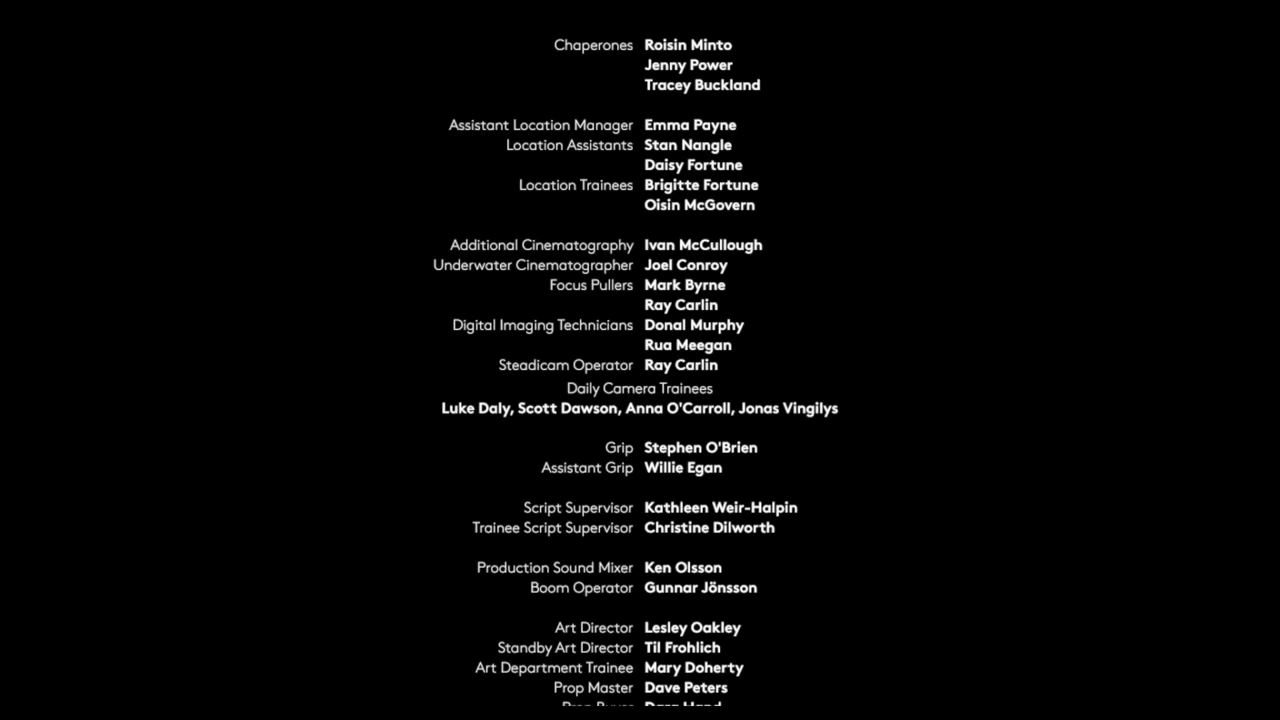 Chaperones Roisin Minto
Jenny Power
Tracey Buckland
Assistant Location Manager Emma Payne
Location Assistants Stan Nangle
Daisy Fortune
Location Trainees Brigitte Fortune
Oisin McGovern
Additional Cinematography Ivan McCullough
Underwater Cinematographer Joel Conroy
Focus Pullers Mark Byrne
Ray Carlin
Digital Imaging Technicians Donal Murphy
Rua Meegan
Steadicam Operator Ray Carlin
Daily Camera Trainees
Luke Daly, Scott Dawson, Anna O'Carroll, Jonas Vingilys
Grip Stephen O'Brien
Assistant Grip Willie Egan
Script Supervisor Kathleen Weir-Halpin
Trainee Script Supervisor Christine Dilworth
Production Sound Mixer Ken Olsson
Boom Operator Gunnar Jönsson
Art Director Lesley Oakley
Standby Art Director Til Frohlich
Art Department Trainee Mary Doherty
Prop Master Dave Peters